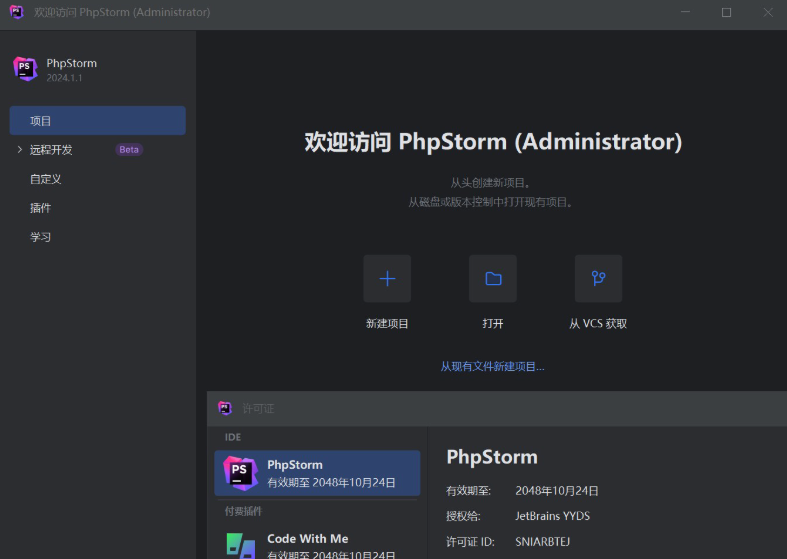 欢迎访问 PhpStorm (Administrator)
PS
PhpStorm
2024.1.1
项目
远程开发 Beta
自定义
插件
学习
欢迎访问 PhpStorm (Administrator)
从头创建新项目。
从磁盘或版本控制中打开现有项目。
新建项目 打开 从 VCS 获取
从现有文件新建项目...
许可证
IDE
PS
PhpStorm
有效期至 2048年10月24日
付费插件
Code With Me
有效期至 2048年10月24日
PhpStorm
有效期至: 2048年10月24日
授权给: JetBrains YYDS
许可证 ID: SNIARBTEJ